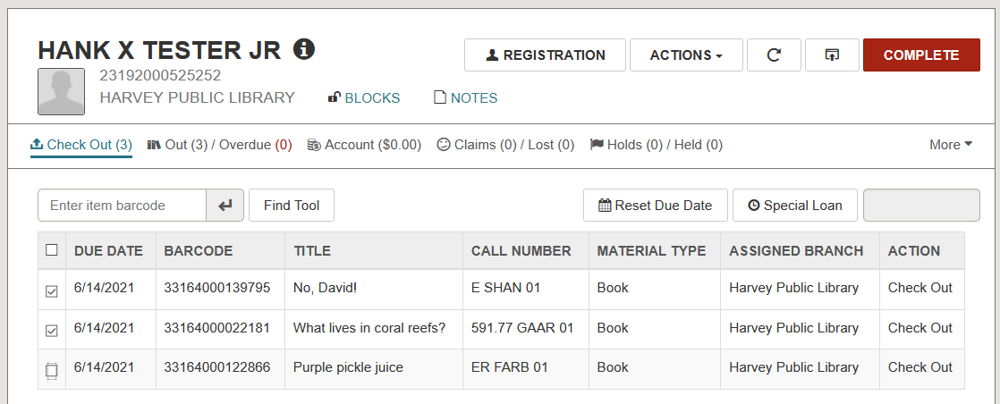 HANK X TESTER JR
REGISTRATION ACTIONS COMPLETE
23192000525252
HARVEY PUBLIC LIBRARY BLOCKS NOTES
Check Out (3) Out (3) / Overdue (0) Account ($0.00) Claims (0) / Lost (0) Holds (0) / Held (0) More
Enter item barcode Find Tool Reset Due Date Special Loan
DUE DATE BARCODE TITLE CALL NUMBER MATERIAL TYPE ASSIGNED BRANCH ACTION
6/14/2021 33164000139795 No, David! E SHAN 01 Book Harvey Public Library Check Out
6/14/2021 33164000022181 What lives in coral reefs? 591.77 GAAR 01 Book Harvey Public Library Check Out
6/14/2021 33164000122866 Purple pickle juice ER FARB 01 Book Harvey Public Library Check Out